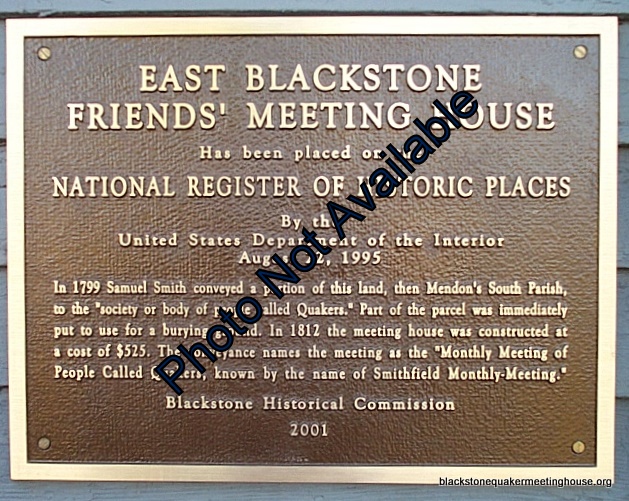 EAST BLACKSTONE
FRIENDS' MEETING HOUSE
Has been placed on the
NATIONAL REGISTER OF HISTORIC PLACES
By the
United States Department of the Interior
August 2, 1995
In 1799 Samuel Smith conveyed a portion of this land, then Mendon's South Parish,
to the "society or body of people called Quakers." Part of the parcel was immediately
put to use for a burying ground. In 1812 the meeting house was constructed at
a cost of $525. The conveyance names the meeting as the "Monthly Meeting of
People Called Quakers, known by the name of Smithfield Monthly-Meeting."
Blackstone Historical Commission
2001
Photo Not Available
blackstonequakermeetinghouse.org